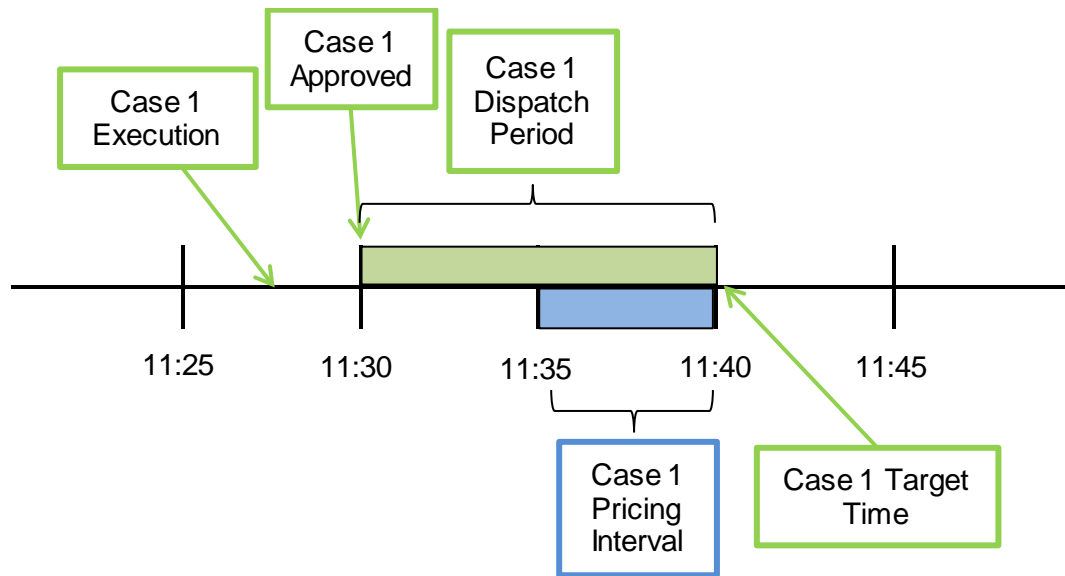 Case 1
Approved
Case 1
Dispatch
Period
Case 1
Execution
11:25
11:30
11:35
11:40
11:45
Case 1
Pricing
Interval
Case 1 Target
Time